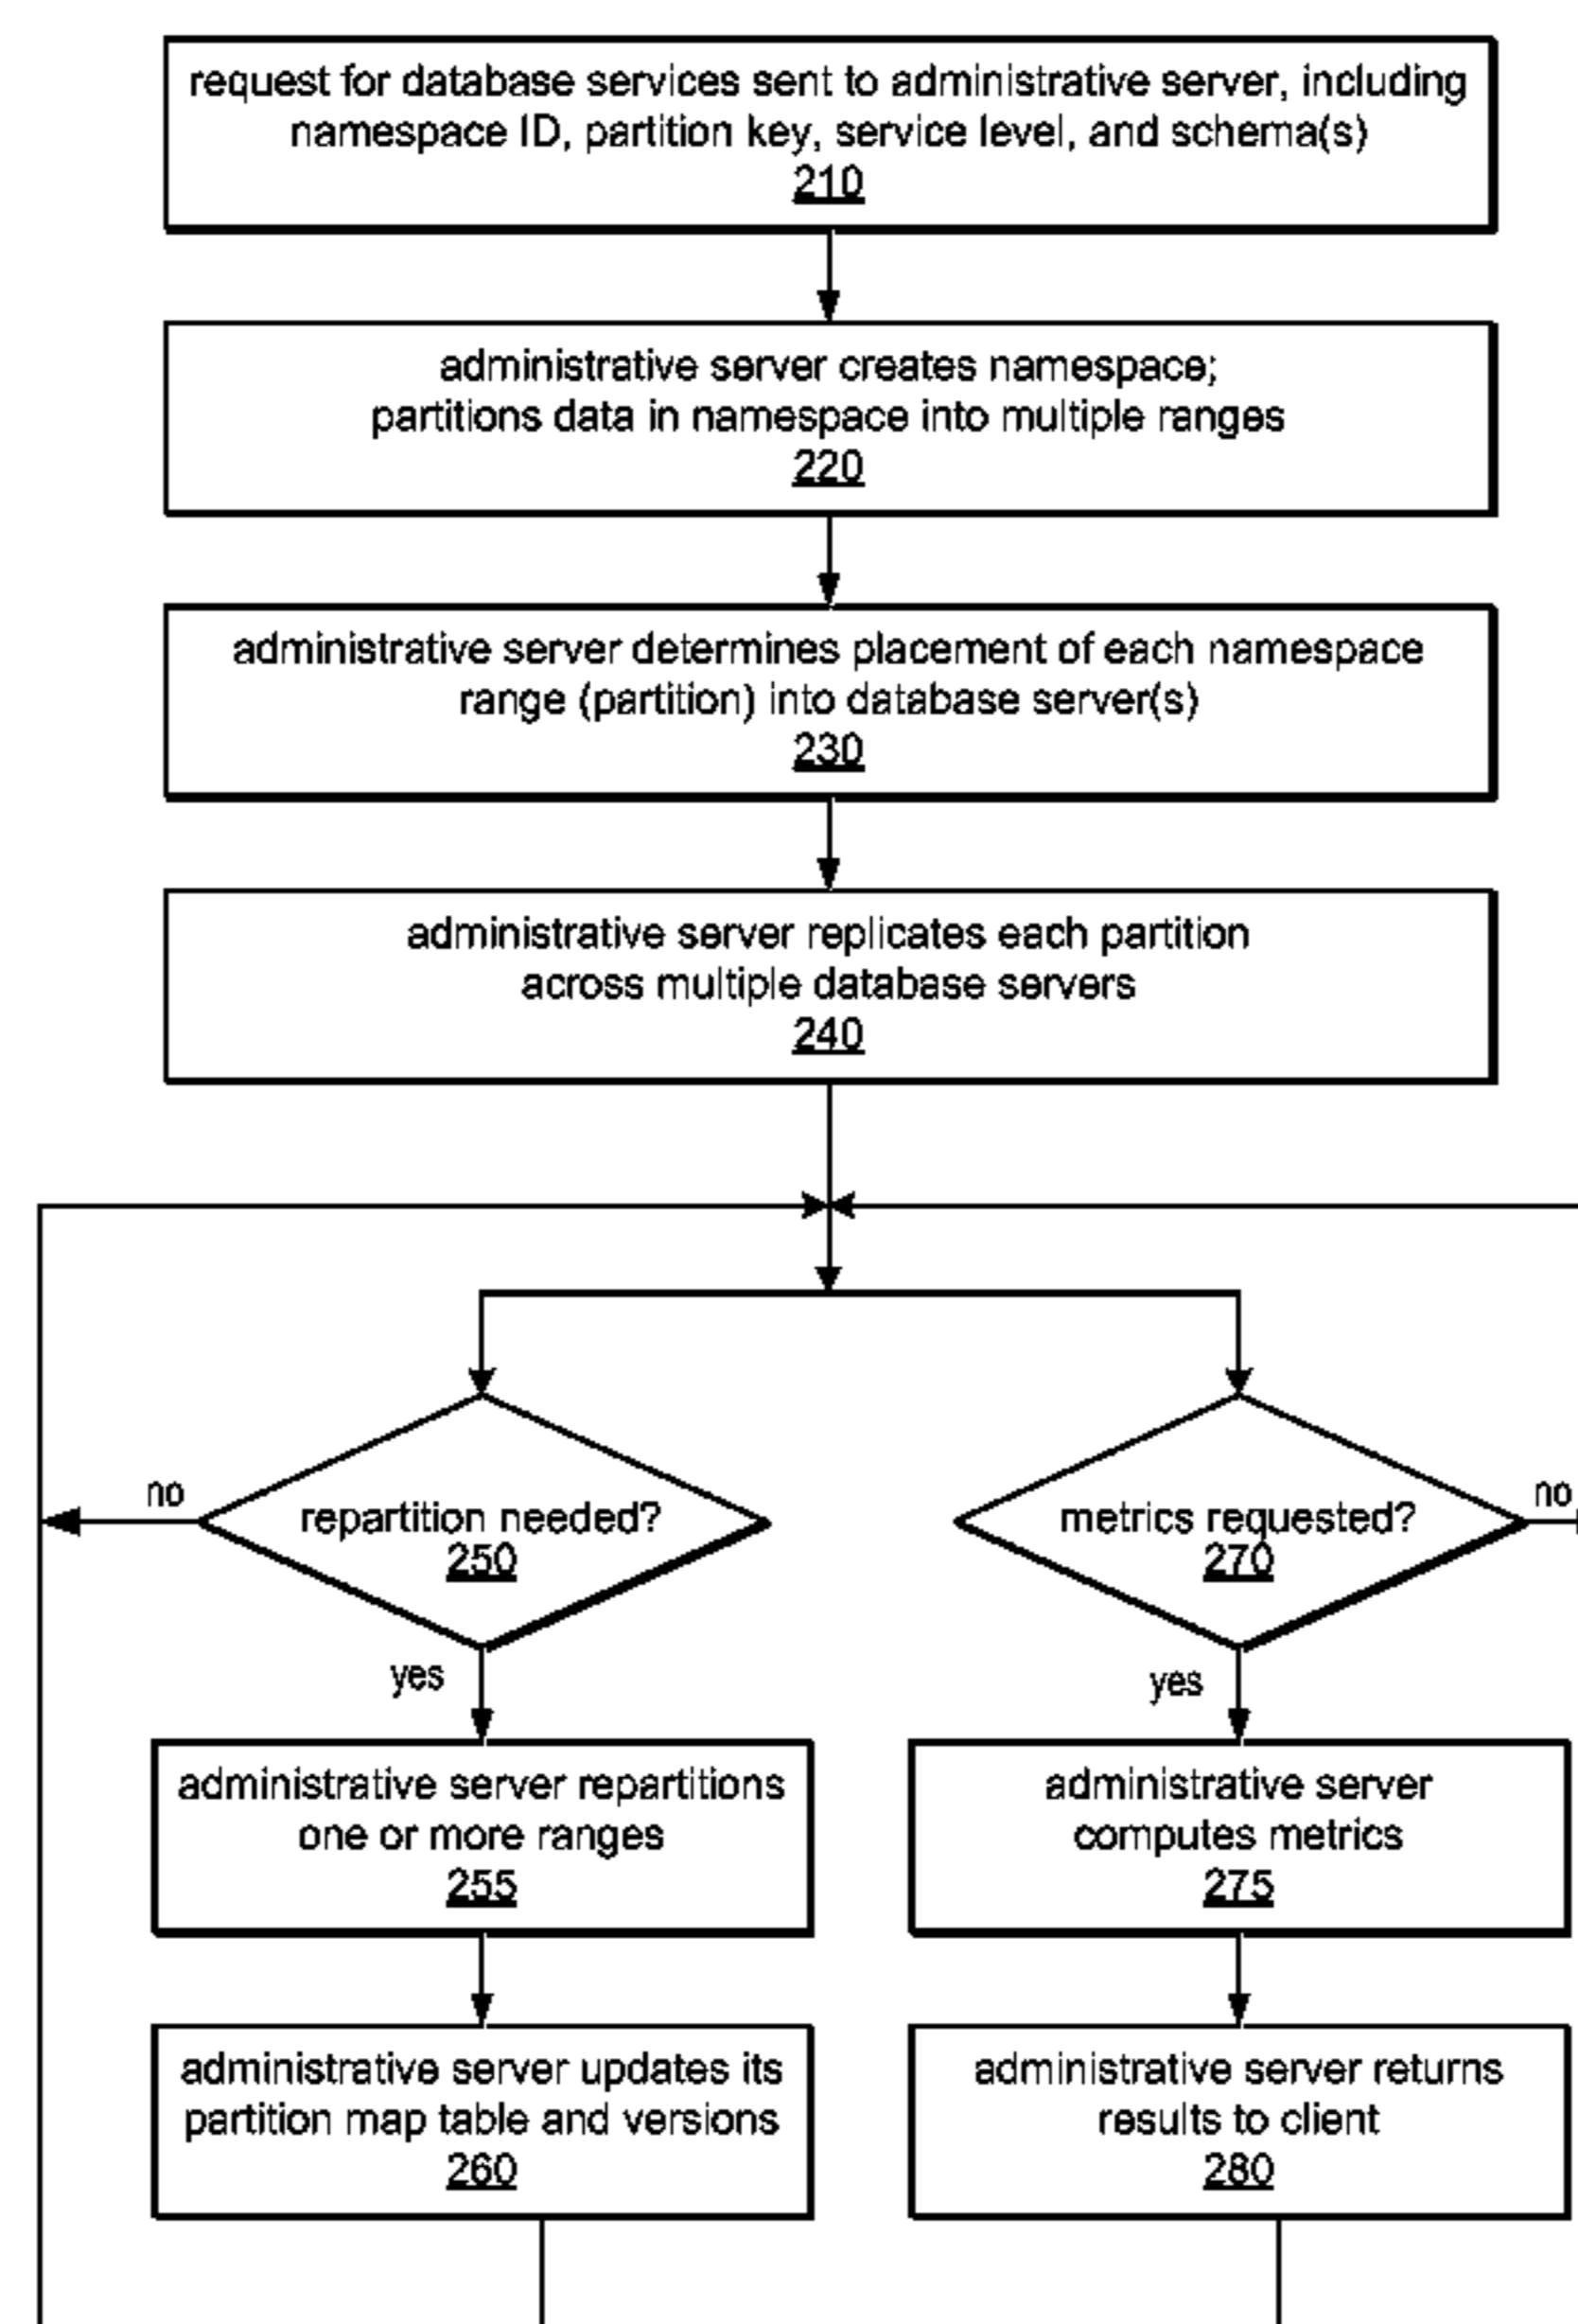 request for database services sent to administrative server, including
namespace ID, partition key, service level, and schema(s)
210
administrative server creates namespace;
partitions data in namespace into multiple ranges
220
administrative server determines placement of each namespace
range (partition) into database server(s)
230
administrative server replicates each partition
across multiple database servers
240
no
repartition needed?
250
yes
administrative server repartitions
one or more ranges
255
administrative server updates its
partition map table and versions
260
metrics requested?
270
no
yes
administrative server
computes metrics
275
administrative server returns
results to client
280